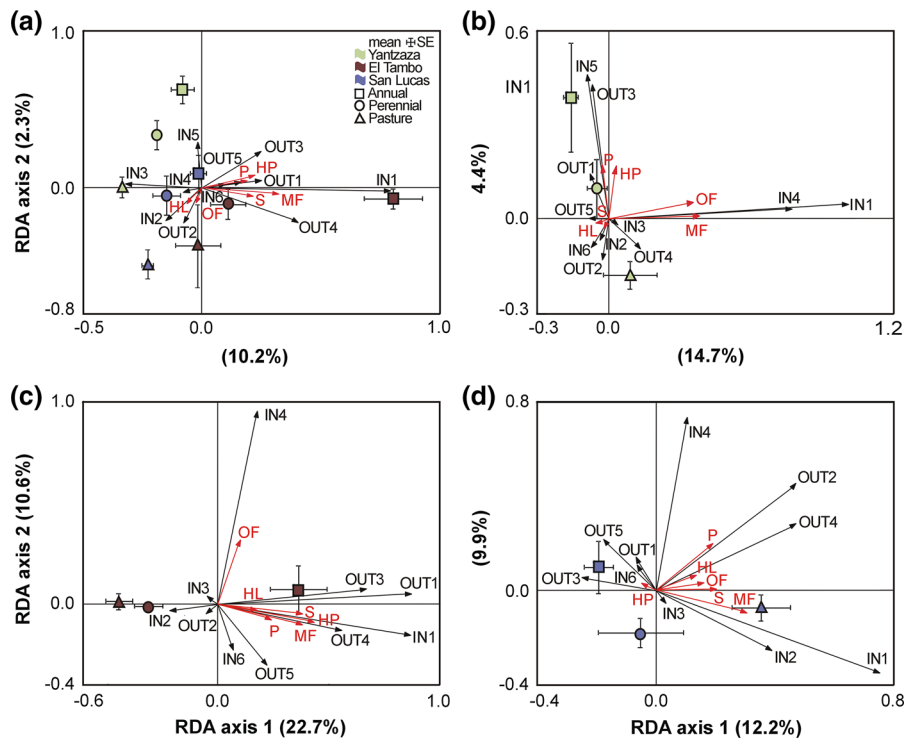 (a)
1.0
mean ✠SE
Yantzaza
El Tambo
San Lucas
Annual
Perennial
Pasture
IN5
OUT3
OUT5
P
HP
IN3
IN4
OUT1
IN1
HL
IN6
S
MF
IN2
OF
OUT2
OUT4
RDA axis 2 (2.3%)
0.0
-0.8
-0.5
0.0
1.0
(10.2%)
(b)
0.6
IN5
IN1
OUT3
P
HP
OUT1
IN4
OF
IN1
OUT5
S
IN3
MF
HL
IN6
IN2
OUT4
OUT2
4.4%)
0.0
-0.3
-0.3
0.0
1.2
(14.7%)
(c)
1.0
IN4
OF
IN3
HL
OUT3
OUT1
IN2
OUT2
S
HP
P
MF
OUT4
IN1
IN6
OUT5
RDA axis 2 (10.6%)
0.0
-0.4
-0.4
0.0
1.0
RDA axis 1 (22.7%)
(d)
0.8
IN4
OUT2
OUT5
OUT1
P
OUT4
HL
OUT3
IN6
OF
HP
IN3
S
MF
IN2
IN1
(9.9%)
0.0
-0.4
-0.4
0.0
0.8
RDA axis 1 (12.2%)